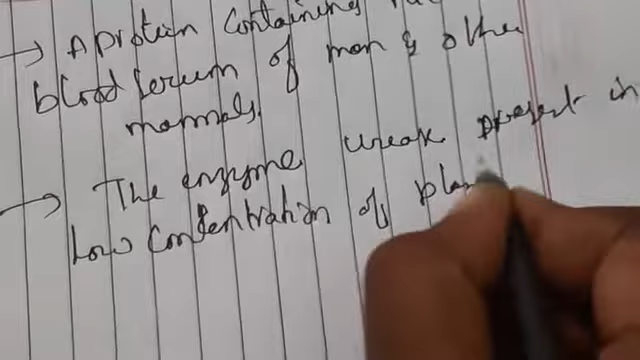 → A protein containing
blood serum of man & other
mammals.
→ The enzyme urease present in
Low Concentration of pla